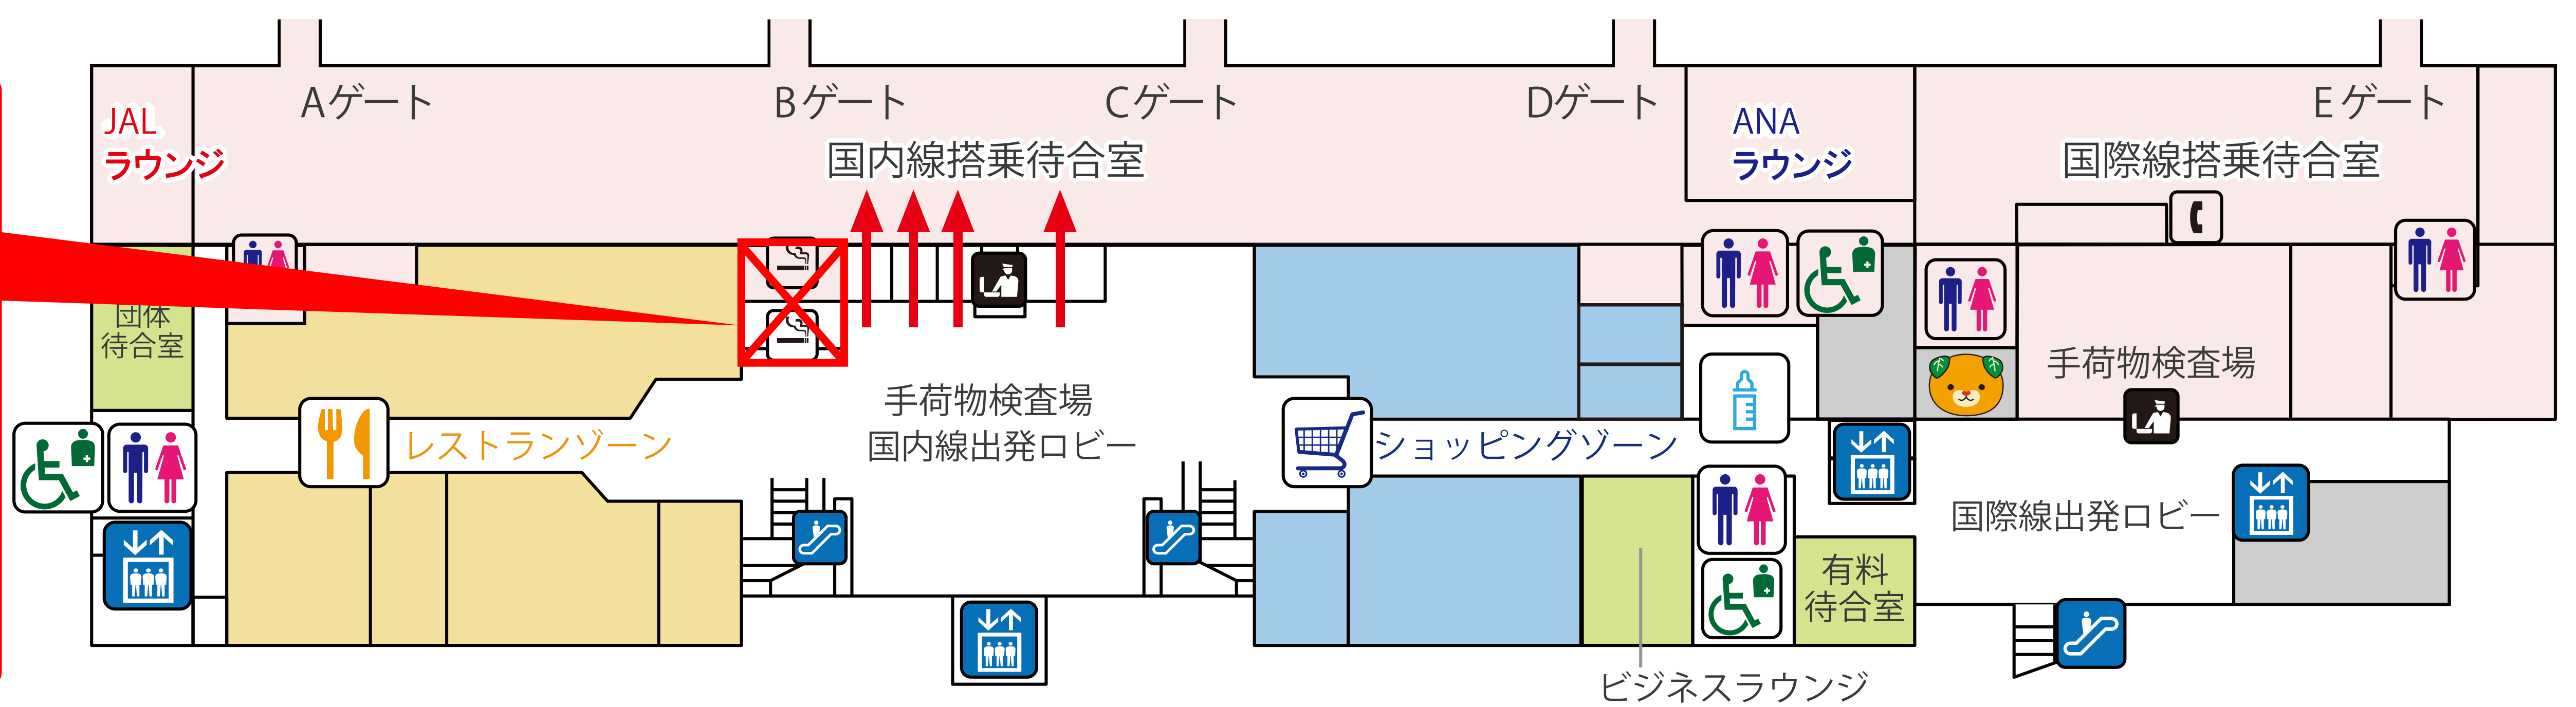 Aゲート
Bゲート
Cゲート
Dゲート
Eゲート
JAL
ラウンジ
ANA
ラウンジ
国内線搭乗待合室
国際線搭乗待合室
団体
待合室
手荷物検査場
手荷物検査場
国内線出発ロビー
レストランゾーン
ショッピングゾーン
国際線出発ロビー
有料
待合室
ビジネスラウンジ